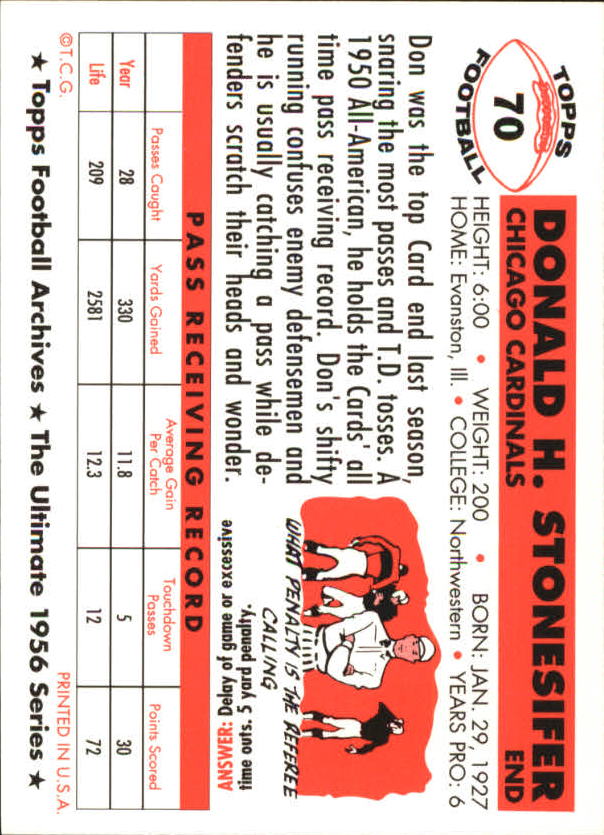 TOPPS
70
FOOTBALL
DONALD H. STONESIFER
CHICAGO CARDINALS END
HEIGHT: 6:00 • WEIGHT: 200 • BORN: JAN. 29, 1927
HOME: Evanston, Ill. • COLLEGE: Northwestern • YEARS PRO: 6
Don was the top Card end last season,
snaring the most passes and T.D. tosses. A
1950 All-American, he holds the Cards' all
time pass receiving record. Don's shifty
running confuses enemy defensemen and
he is usually catching a pass while de-
fenders scratch their heads and wonder.
WHAT PENALTY IS THE REFEREE
CALLING
ANSWER: Delay of game or excessive
time outs. 5 yard penalty.
PASS RECEIVING RECORD
Passes Caught Yards Gained Average Gain Per Catch Touchdown Passes Points Scored
Year 28 330 11.8 5 30
Life 209 2581 12.3 12 72
©T.C.G. PRINTED IN U.S.A.
★ Topps Football Archives ★ The Ultimate 1956 Series ★